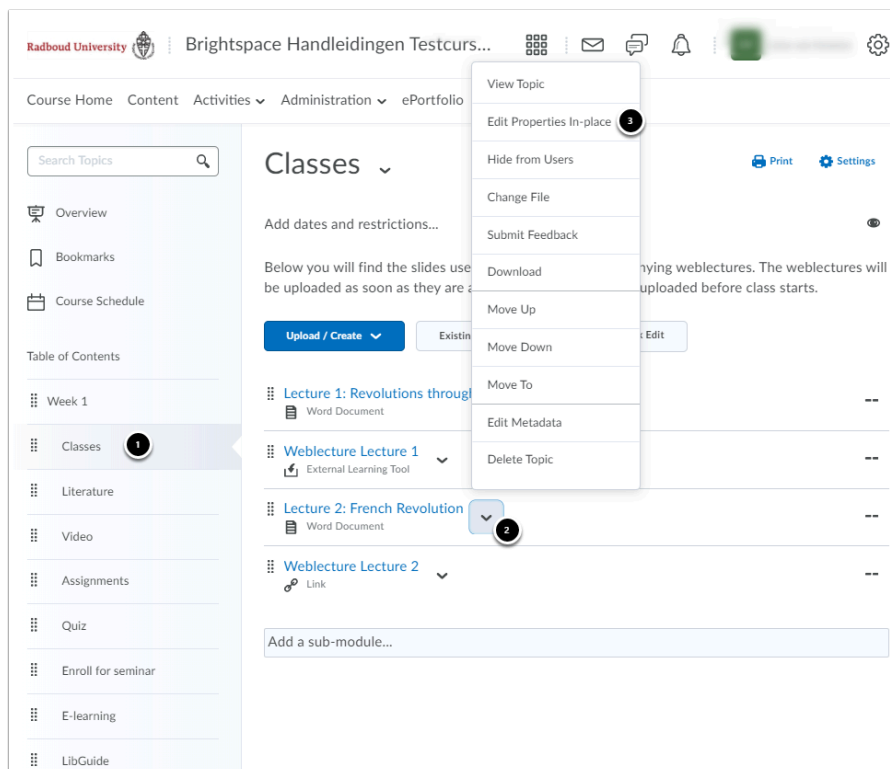 Radboud University
Brightspace Handleidingen Testcurs...
Course Home Content Activities Administration ePortfolio
View Topic
Edit Properties In-place 3
Hide from Users
Change File
Submit Feedback
Download
Move Up
Move Down
Move To
Edit Metadata
Delete Topic
Search Topics
Overview
Bookmarks
Course Schedule
Table of Contents
Week 1
Classes 1
Literature
Video
Assignments
Quiz
Enroll for seminar
E-learning
LibGuide
Classes
Print Settings
Add dates and restrictions...
Below you will find the slides use nying weblectures. The weblectures will
be uploaded as soon as they are a uploaded before class starts.
Upload / Create Existin Edit
Lecture 1: Revolutions throug
Word Document
--
Weblecture Lecture 1
External Learning Tool
--
Lecture 2: French Revolution
2
Word Document
--
Weblecture Lecture 2
Link
--
Add a sub-module...